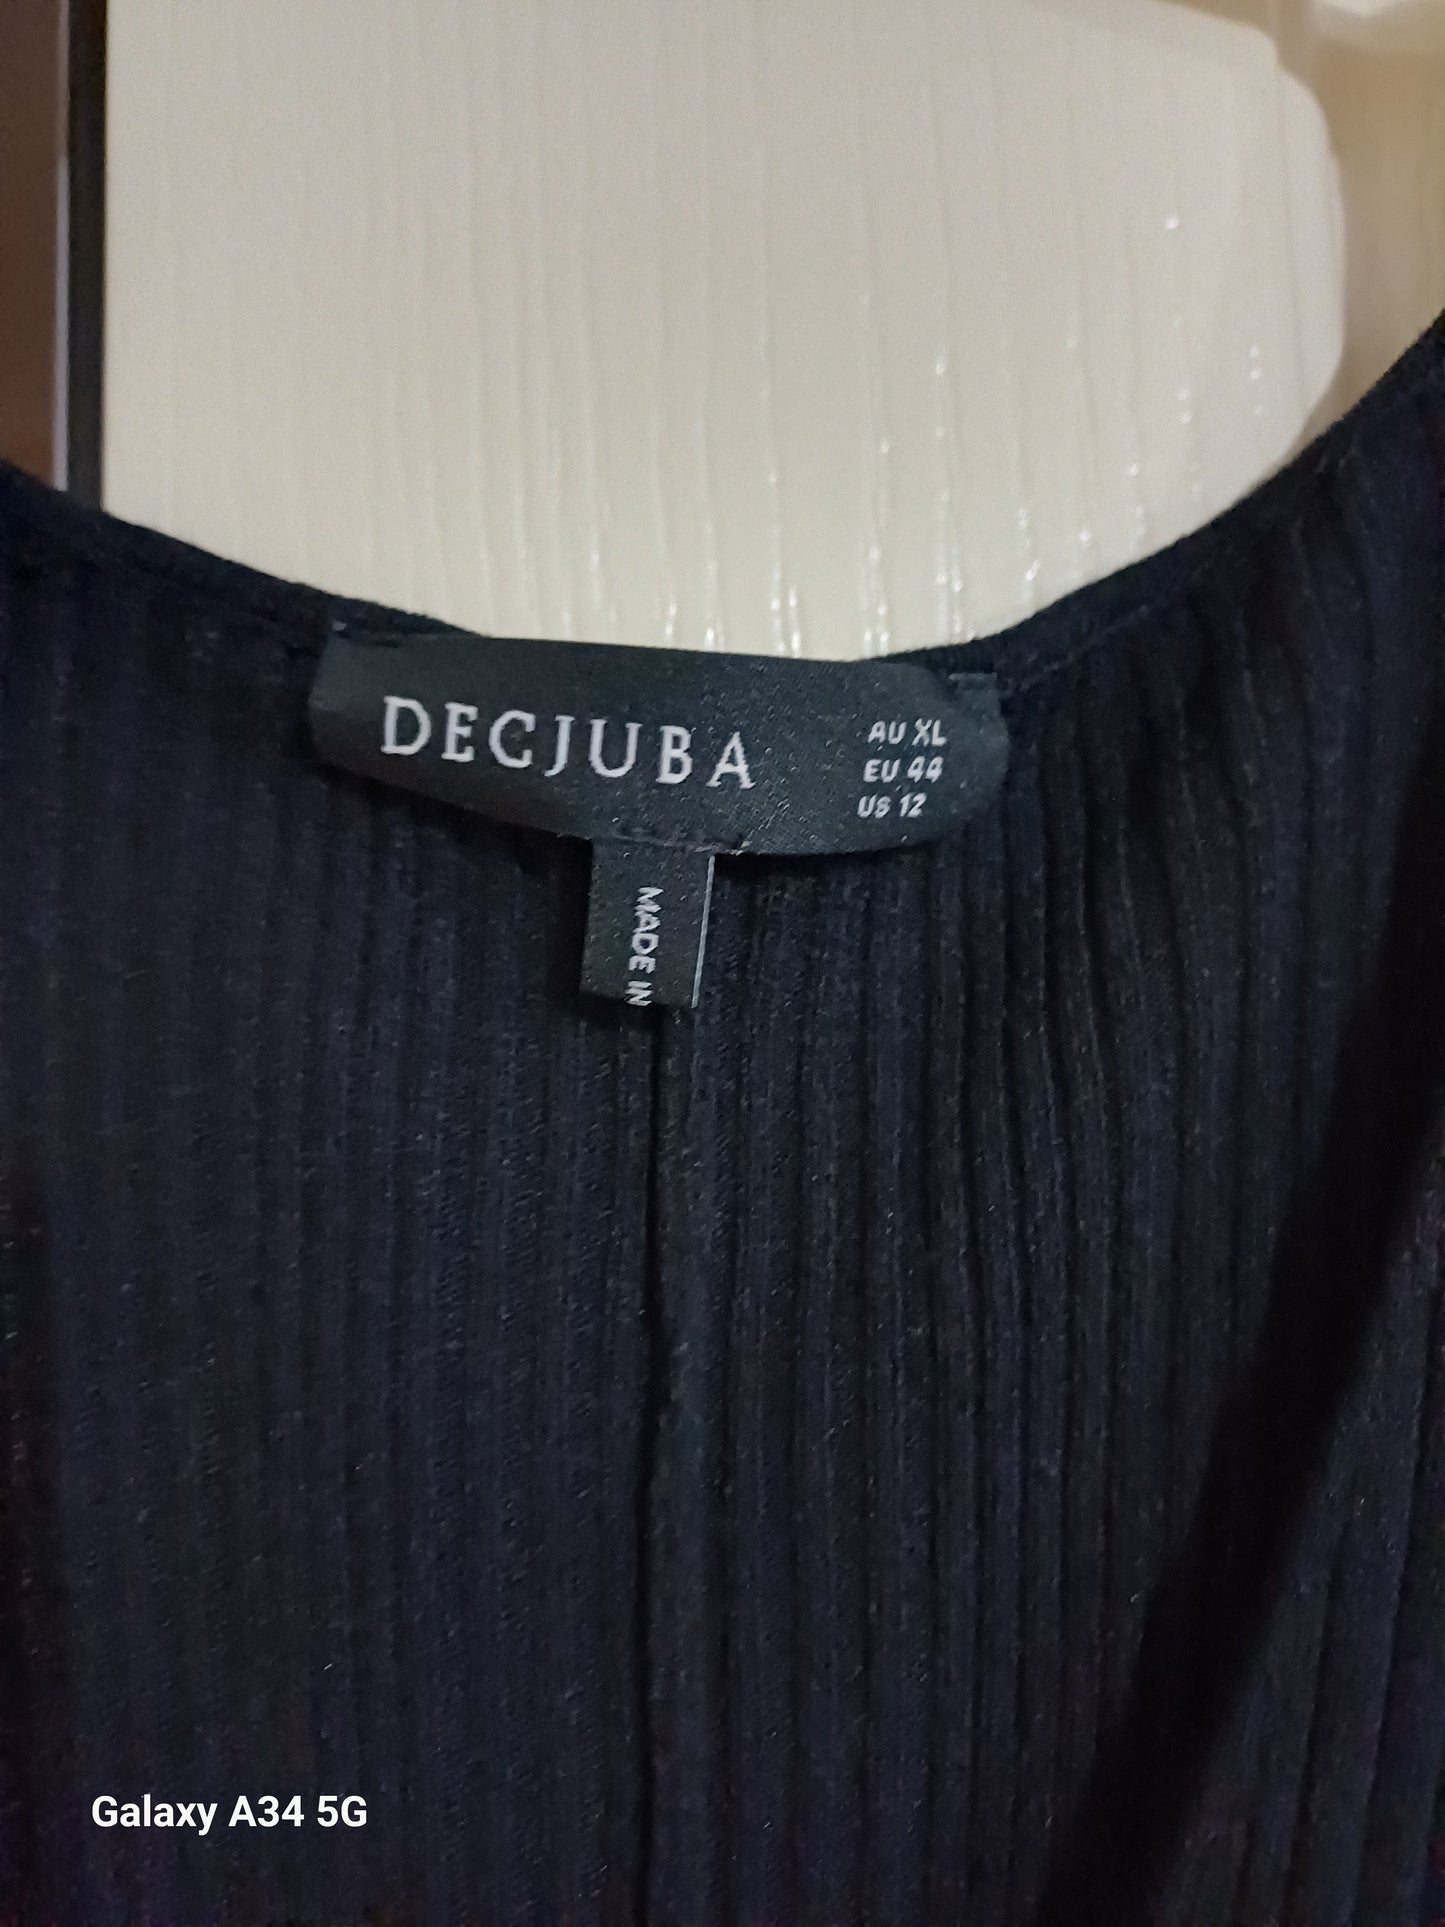 DECJUBA
AU XL
EU 44
US 12
MADE IN
Galaxy A34 5G